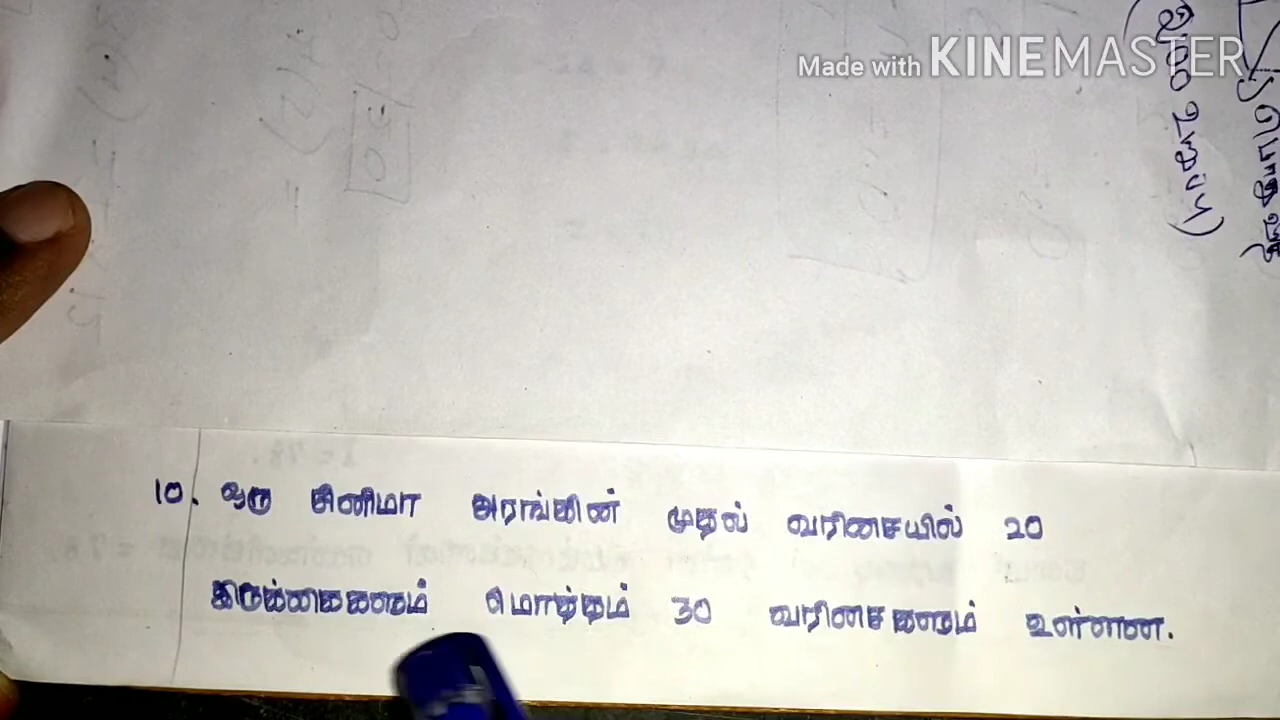 Made with KINEMASTER
10. ஒரு சினிமா அரங்கின் முதல் வரிசையில் 20
இருக்கைகளும் மொத்தம் 30 வரிசைகளும் உள்ளன.